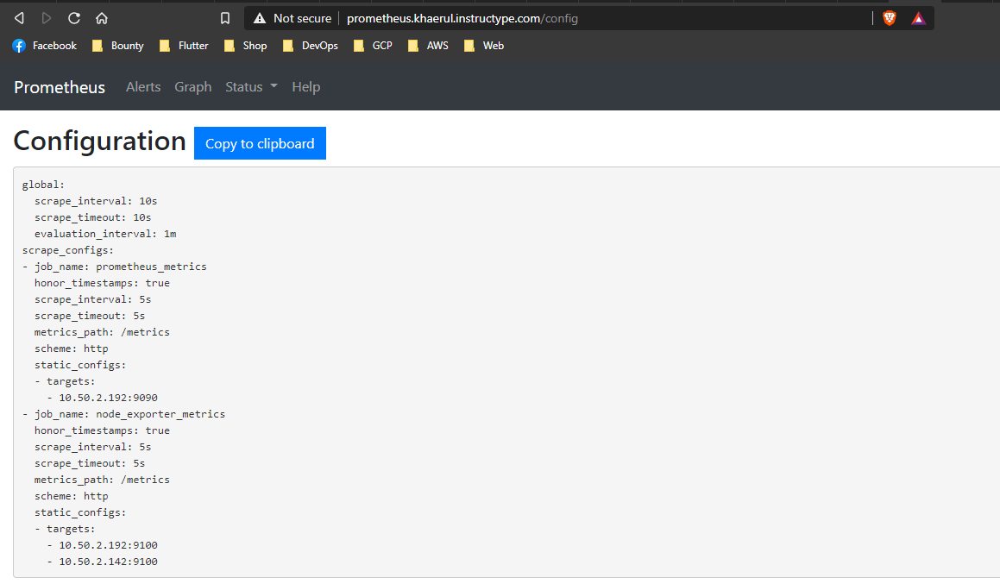 Not secure prometheus.khaerul.instructype.com/config
Facebook Bounty Flutter Shop DevOps GCP AWS Web
Prometheus Alerts Graph Status Help
Configuration Copy to clipboard
global:
  scrape_interval: 10s
  scrape_timeout: 10s
  evaluation_interval: 1m
scrape_configs:
- job_name: prometheus_metrics
  honor_timestamps: true
  scrape_interval: 5s
  scrape_timeout: 5s
  metrics_path: /metrics
  scheme: http
  static_configs:
  - targets:
    - 10.50.2.192:9090
- job_name: node_exporter_metrics
  honor_timestamps: true
  scrape_interval: 5s
  scrape_timeout: 5s
  metrics_path: /metrics
  scheme: http
  static_configs:
  - targets:
    - 10.50.2.192:9100
    - 10.50.2.142:9100